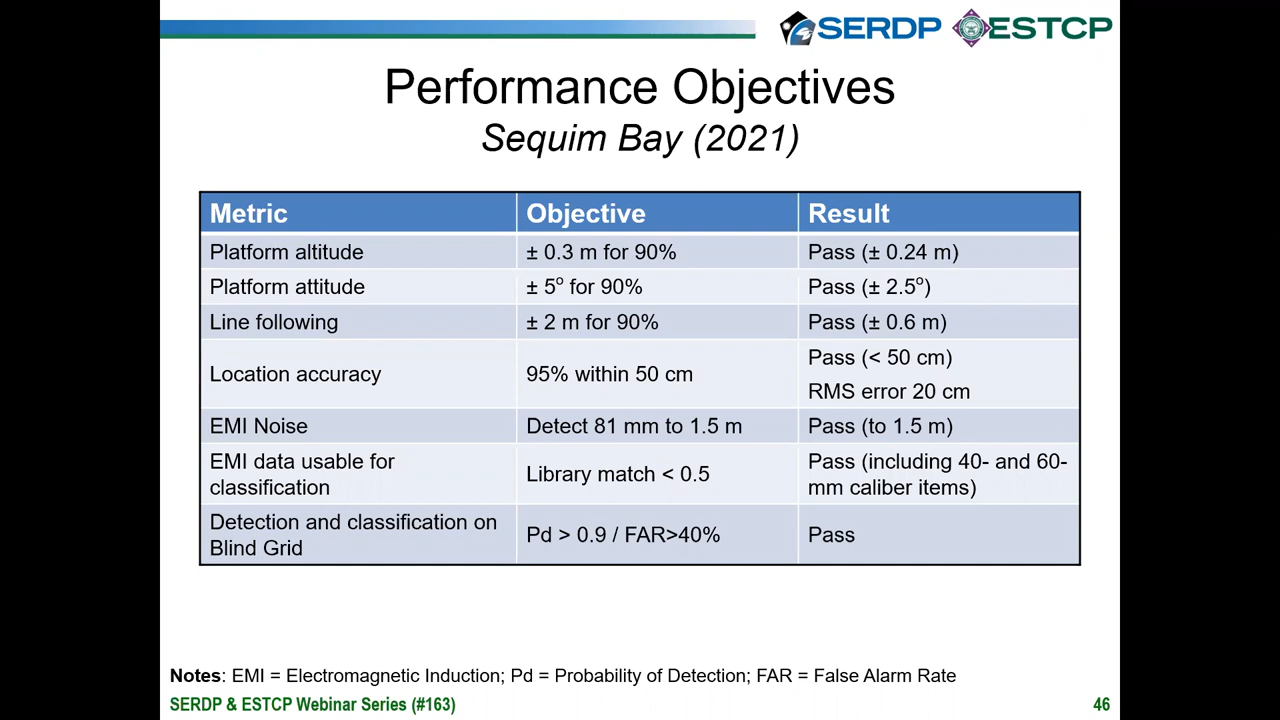 SERDP ESTCP
Performance Objectives
Sequim Bay (2021)
Metric Objective Result
Platform altitude ± 0.3 m for 90% Pass (± 0.24 m)
Platform attitude ± 5º for 90% Pass (± 2.5º)
Line following ± 2 m for 90% Pass (± 0.6 m)
Location accuracy 95% within 50 cm Pass (< 50 cm)
RMS error 20 cm
EMI Noise Detect 81 mm to 1.5 m Pass (to 1.5 m)
EMI data usable for
classification Library match < 0.5 Pass (including 40- and 60-
mm caliber items)
Detection and classification on
Blind Grid Pd > 0.9 / FAR>40% Pass
Notes: EMI = Electromagnetic Induction; Pd = Probability of Detection; FAR = False Alarm Rate
SERDP & ESTCP Webinar Series (#163) 46